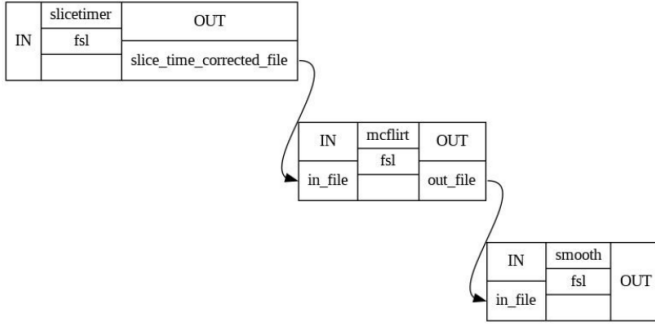 slicetimer
OUT
IN
fsl
slice_time_corrected_file
IN
mcflirt
OUT
fsl
in_file
out_file
IN
smooth
fsl
OUT
in_file